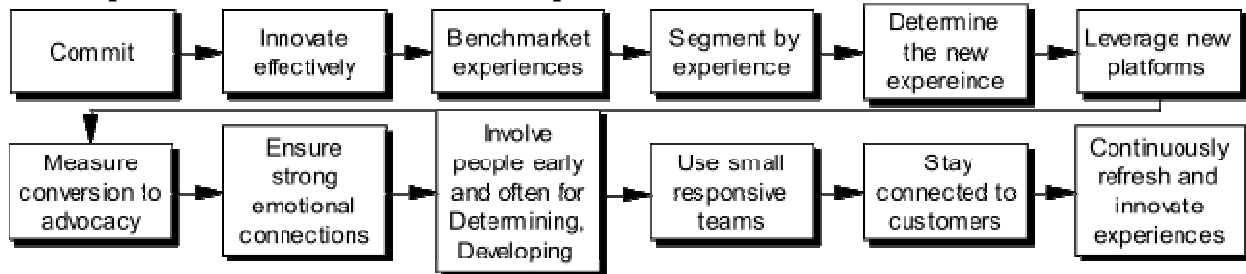 Commit
Innovate
effectively
Benchmarket
experiences
Segment by
experience
Determine
the new
expereince
Leverage new
platforms
Measure
conversion to
advocacy
Ensure
strong
emotional
connections
Involve
people early
and often for
Determining,
Developing
Use small
responsive
teams
Stay
connected to
customers
Continuously
refresh and
innovate
experiences